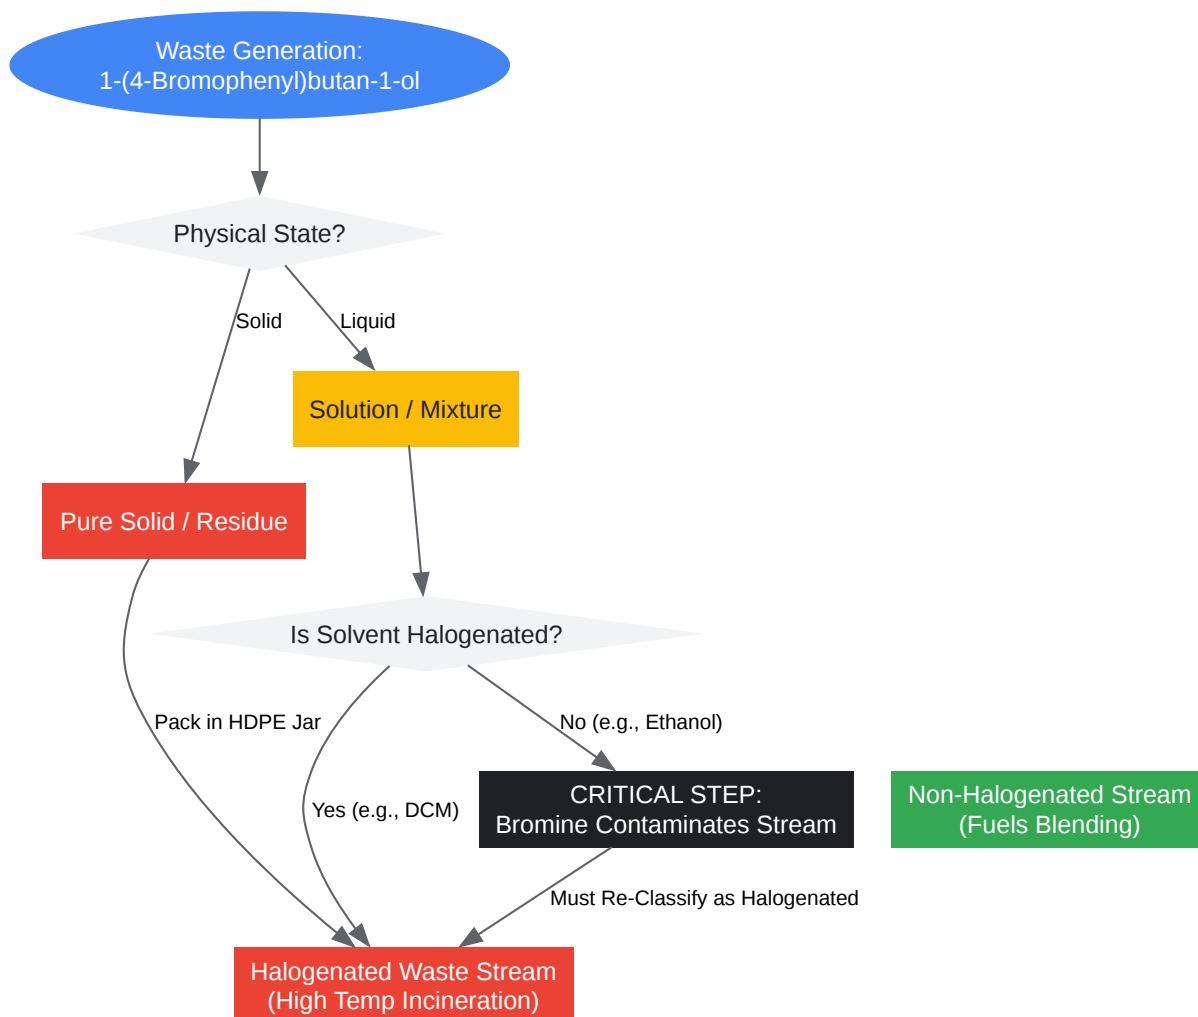 Waste Generation:
1-(4-Bromophenyl)butan-1-ol
Physical State?
Solid
Liquid
Solution / Mixture
Pure Solid / Residue
Is Solvent Halogenated?
Pack in HDPE Jar
No (e.g., Ethanol)
Yes (e.g., DCM)
CRITICAL STEP:
Bromine Contaminates Stream
Non-Halogenated Stream
(Fuels Blending)
Must Re-Classify as Halogenated
Halogenated Waste Stream
(High Temp Incineration)